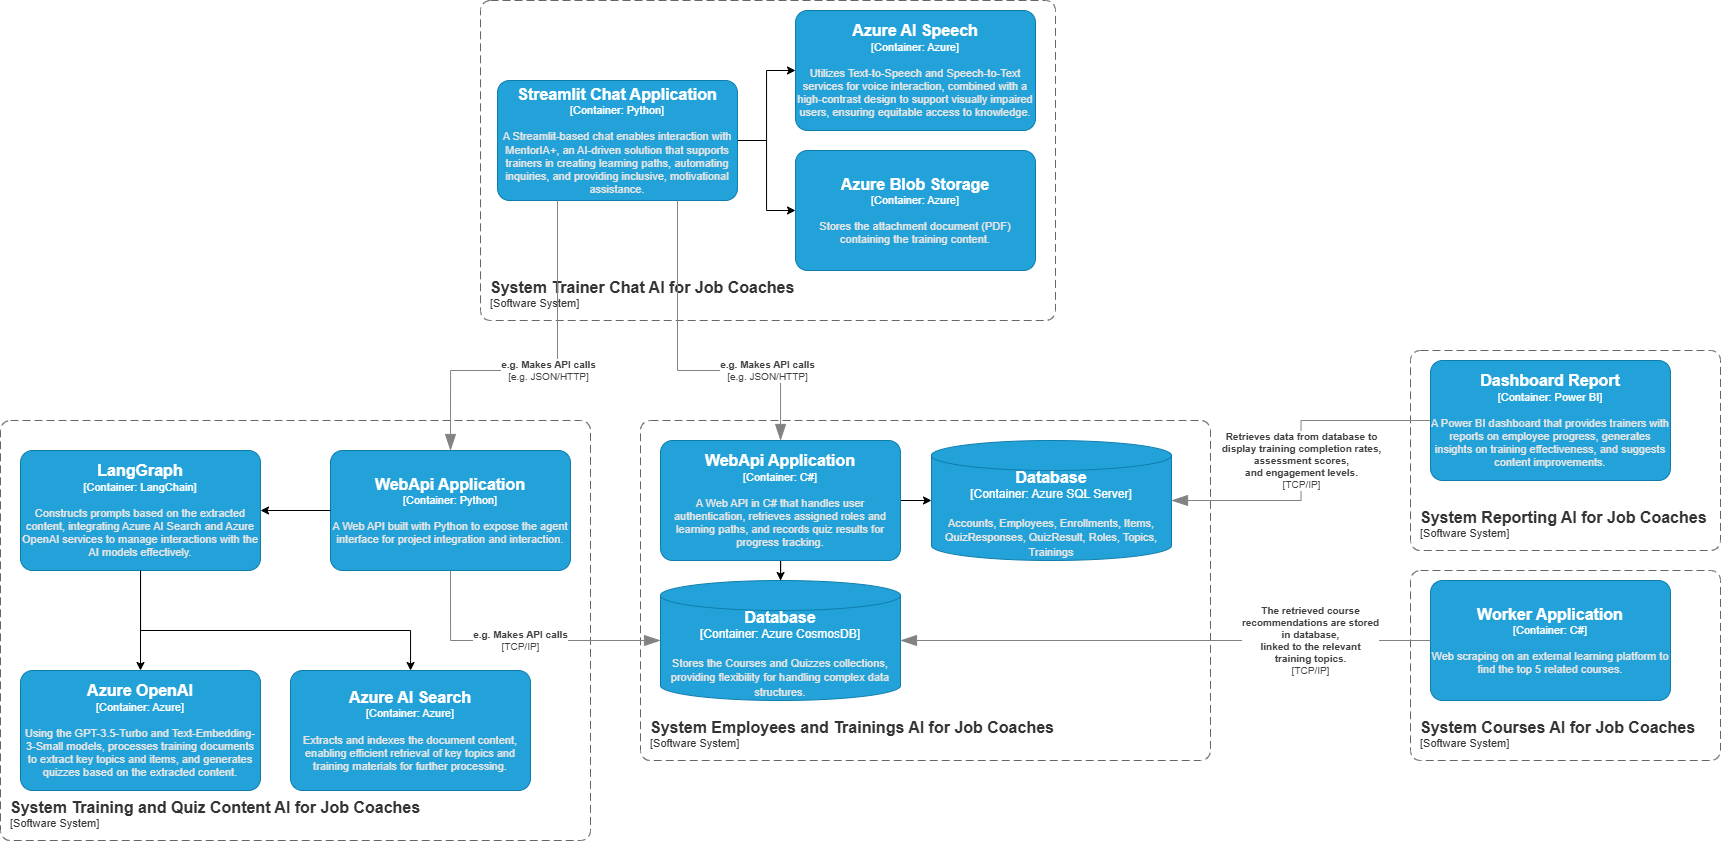 Azure AI Speech
[Container: Azure]
Utilizes Text-to-Speech and Speech-to-Text
services for voice interaction, combined with a
high-contrast design to support visually impaired
users, ensuring equitable access to knowledge.
Streamlit Chat Application
[Container: Python]
A Streamlit-based chat enables interaction with
MentorIA+, an AI-driven solution that supports
trainers in creating learning paths, automating
inquiries, and providing inclusive, motivational
assistance.
Azure Blob Storage
[Container: Azure]
Stores the attachment document (PDF)
containing the training content.
System Trainer Chat AI for Job Coaches
[Software System]
e.g. Makes API calls
[e.g. JSON/HTTP]
e.g. Makes API calls
[e.g. JSON/HTTP]
Dashboard Report
[Container: Power BI]
A Power BI dashboard that provides trainers with
reports on employee progress, generates
insights on training effectiveness, and suggests
content improvements.
System Reporting AI for Job Coaches
[Software System]
Retrieves data from database to
display training completion rates,
assessment scores,
and engagement levels.
[TCP/IP]
LangGraph
[Container: LangChain]
Constructs prompts based on the extracted
content, integrating Azure AI Search and Azure
OpenAI services to manage interactions with the
AI models effectively.
WebApi Application
[Container: Python]
A Web API built with Python to expose the agent
interface for project integration and interaction.
WebApi Application
[Container: C#]
A Web API in C# that handles user
authentication, retrieves assigned roles and
learning paths, and records quiz results for
progress tracking.
Database
[Container: Azure SQL Server]
Accounts, Employees, Enrollments, Items,
QuizResponses, QuizResult, Roles, Topics,
Trainings
Database
[Container: Azure CosmosDB]
Stores the Courses and Quizzes collections,
providing flexibility for handling complex data
structures.
e.g. Makes API calls
[TCP/IP]
The retrieved course
recommendations are stored
in database,
linked to the relevant
training topics.
[TCP/IP]
Worker Application
[Container: C#]
Web scraping on an external learning platform to
find the top 5 related courses.
System Courses AI for Job Coaches
[Software System]
System Employees and Trainings AI for Job Coaches
[Software System]
Azure OpenAI
[Container: Azure]
Using the GPT-3.5-Turbo and Text-Embedding-
3-Small models, processes training documents
to extract key topics and items, and generates
quizzes based on the extracted content.
Azure AI Search
[Container: Azure]
Extracts and indexes the document content,
enabling efficient retrieval of key topics and
training materials for further processing.
System Training and Quiz Content AI for Job Coaches
[Software System]